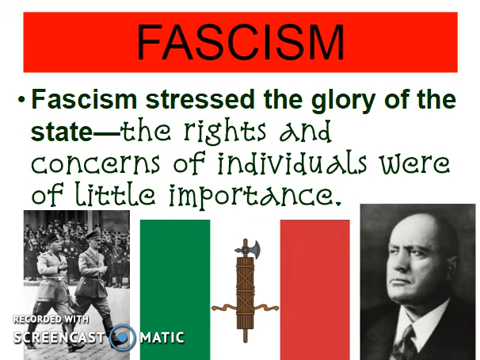 FASCISM
• Fascism stressed the glory of the
state—the rights and
concerns of individuals were
of little importance.
RECORDED WITH
SCREENCAST MATIC